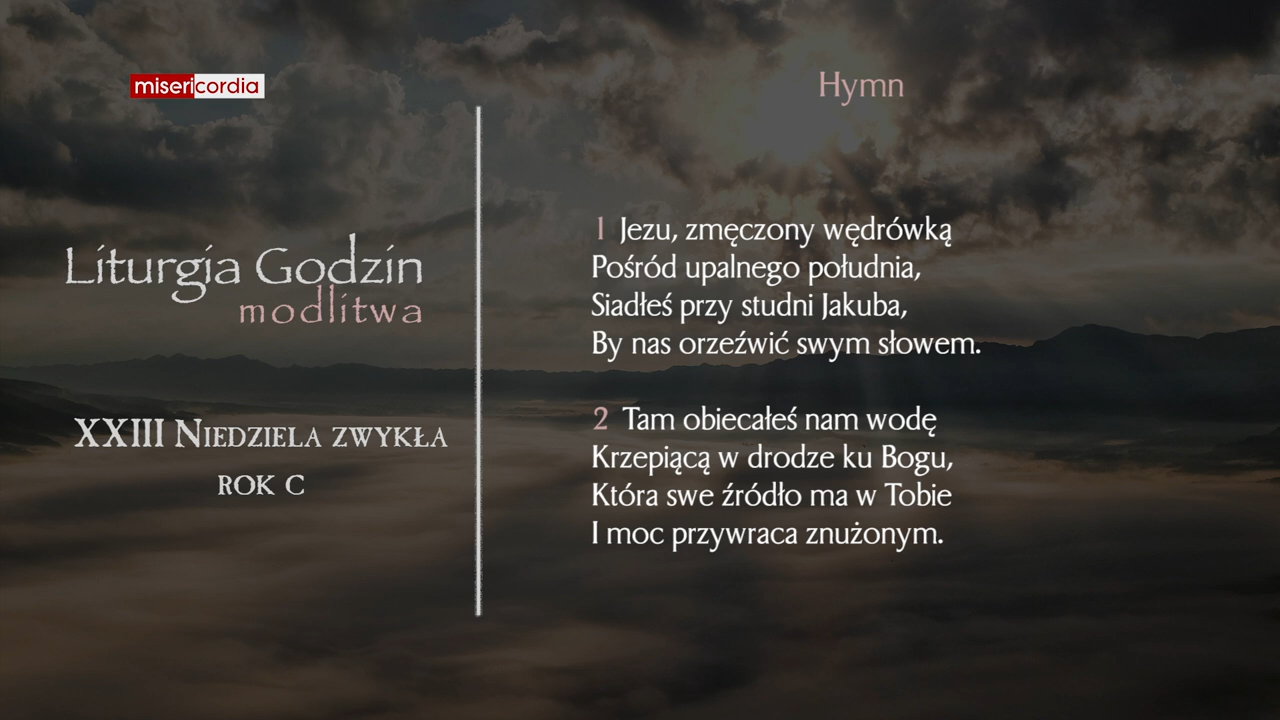 misericordia
Liturgia Godzin
modlitwa
XXIII Niedziela zwykła
rok C
Hymn
1 Jezu, zmęczony wędrówką
Pośród upalnego południa,
Siadłeś przy studni Jakuba,
By nas orzeźwić swym słowem.
2 Tam obiecałeś nam wodę
Krzepiącą w drodze ku Bogu,
Która swe źródło ma w Tobie
I moc przywraca znużonym.